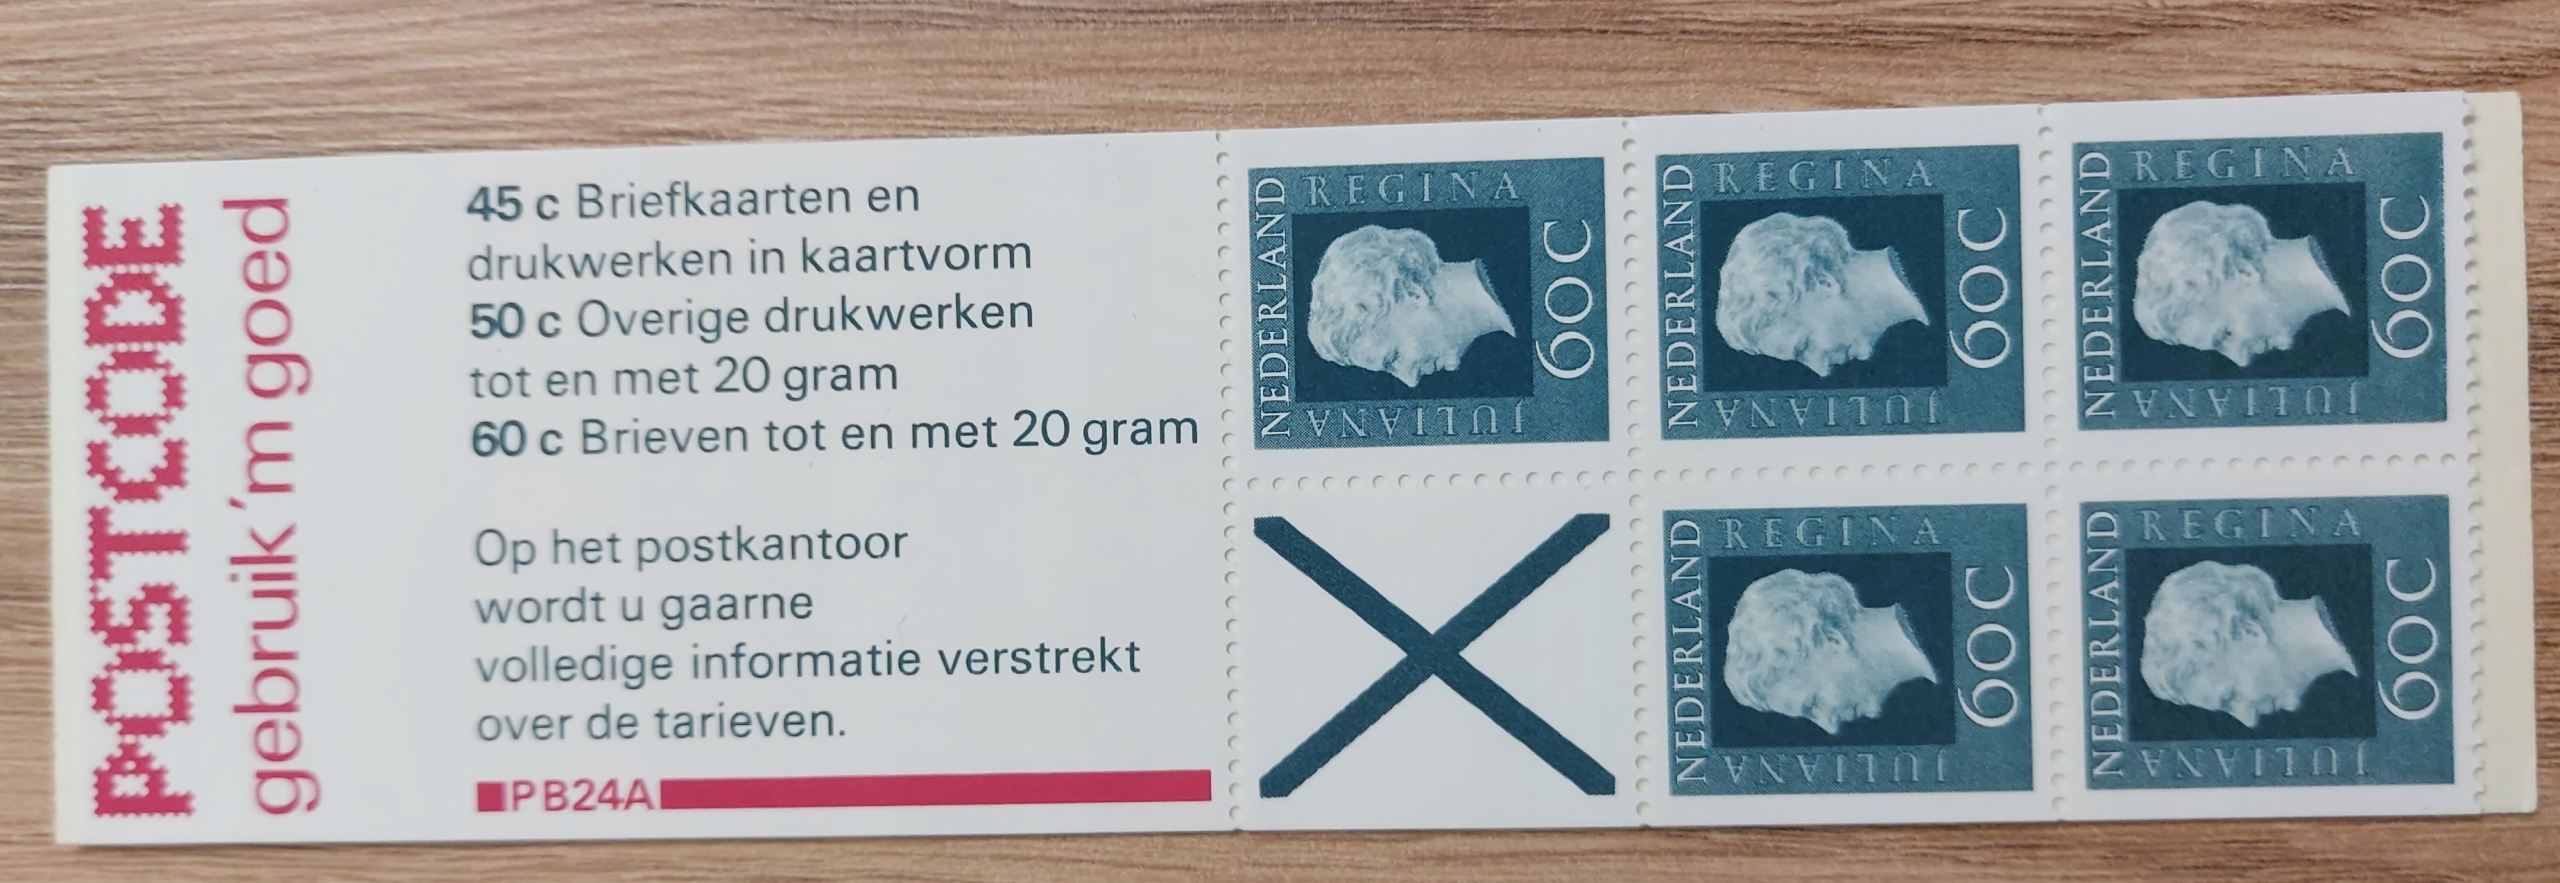 POSTCODE
gebruik 'm goed
45 c Briefkaarten en
drukwerken in kaartvorm
50 c Overige drukwerken
tot en met 20 gram
60 c Brieven tot en met 20 gram
Op het postkantoor
wordt u gaarne
volledige informatie verstrekt
over de tarieven.
PB24A
NEDERLAND
REGINA
60C
JULIANA
NEDERLAND
REGINA
60C
JULIANA
NEDERLAND
REGINA
60C
JULIANA
NEDERLAND
REGINA
60C
JULIANA
NEDERLAND
REGINA
60C
JULIANA